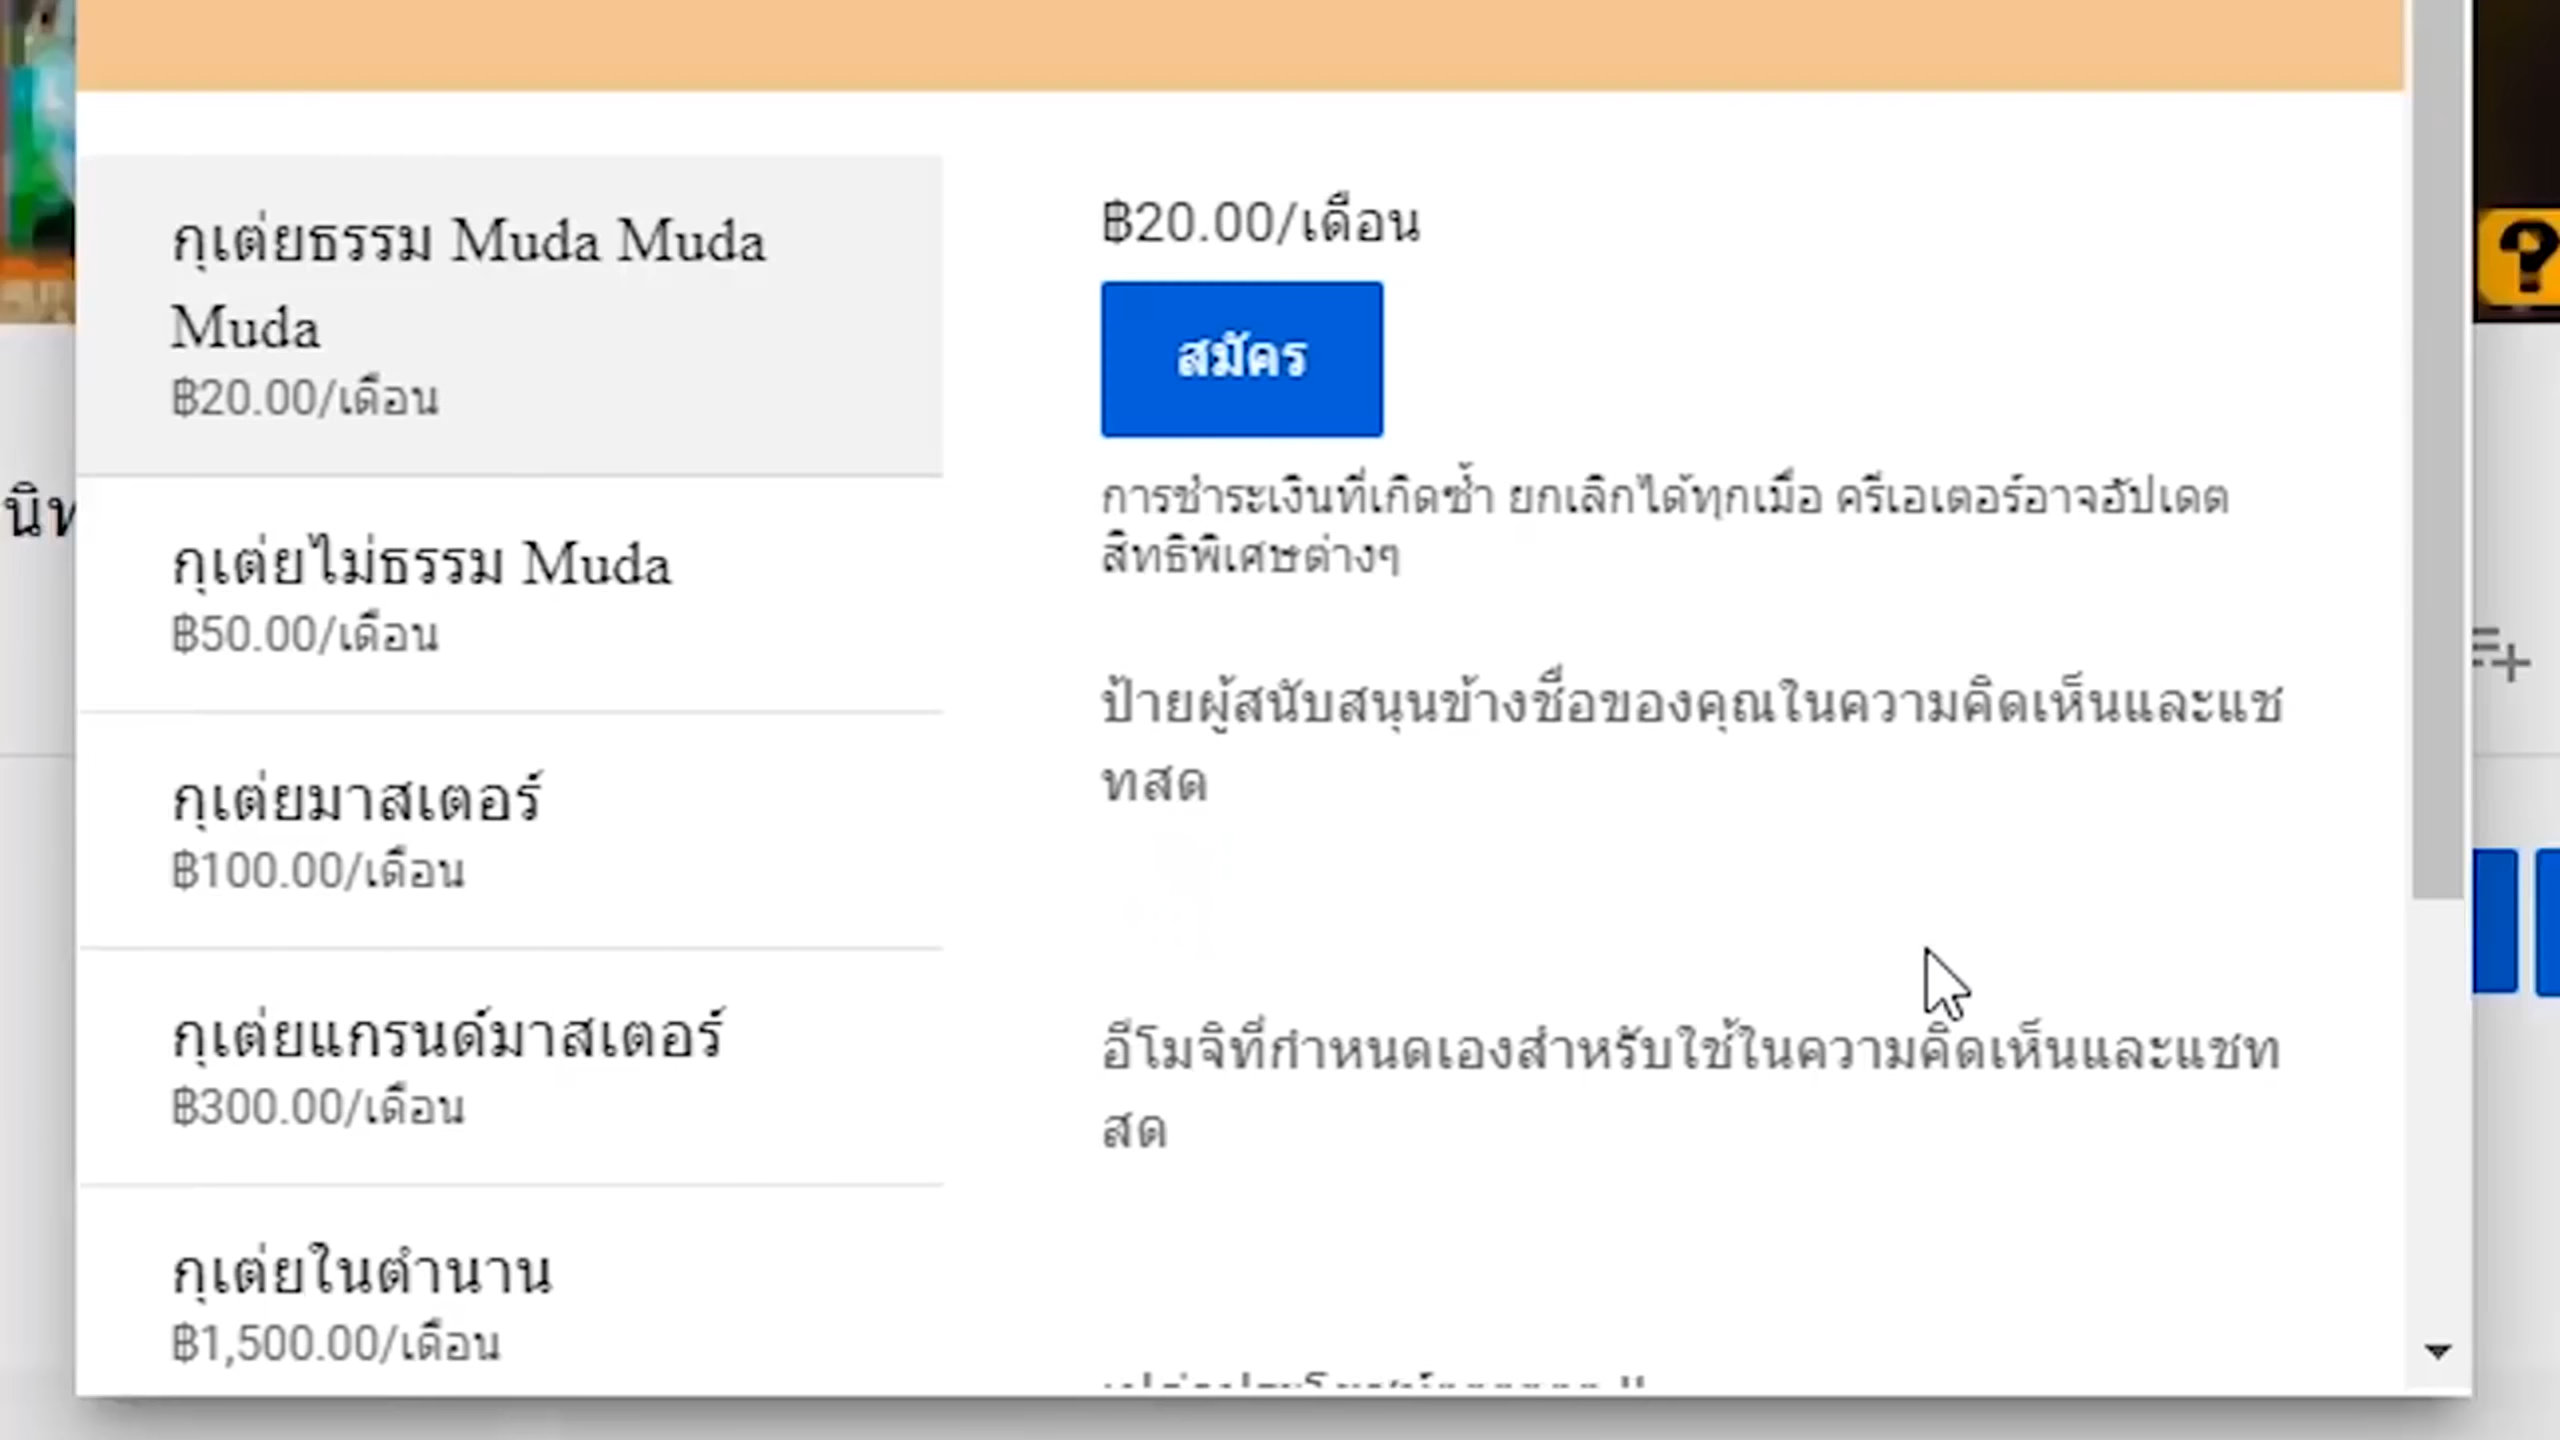 กุเต่ยธรรม Muda Muda
Muda
฿20.00/เดือน
กุเต่ยไม่ธรรม Muda
฿50.00/เดือน
กุเต่ยมาสเตอร์
฿100.00/เดือน
กุเต่ยแกรนด์มาสเตอร์
฿300.00/เดือน
กุเต่ยในตำนาน
฿1,500.00/เดือน
฿20.00/เดือน
สมัคร
การชำระเงินที่เกิดซ้ำ ยกเลิกได้ทุกเมื่อ ครีเอเตอร์อาจอัปเดต
สิทธิพิเศษต่างๆ
ป้ายผู้สนับสนุนข้างชื่อของคุณในความคิดเห็นและแช
ทสด
อีโมจิที่กำหนดเองสำหรับใช้ในความคิดเห็นและแชท
สด
?